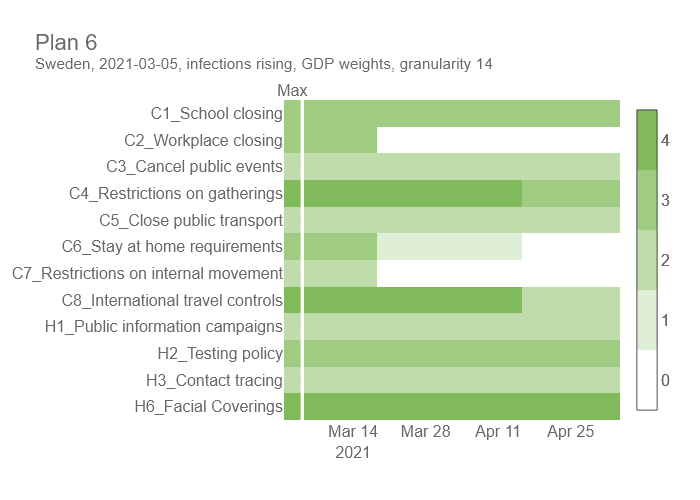 Plan 6
Sweden, 2021-03-05, infections rising, GDP weights, granularity 14
Max
C1_School closing
C2_Workplace closing
C3_Cancel public events
C4_Restrictions on gatherings
C5_Close public transport
C6_Stay at home requirements
C7_Restrictions on internal movement
C8_International travel controls
H1_Public information campaigns
H2_Testing policy
H3_Contact tracing
H6_Facial Coverings
Mar 14
2021
Mar 28
Apr 11
Apr 25
4
3
2
1
0